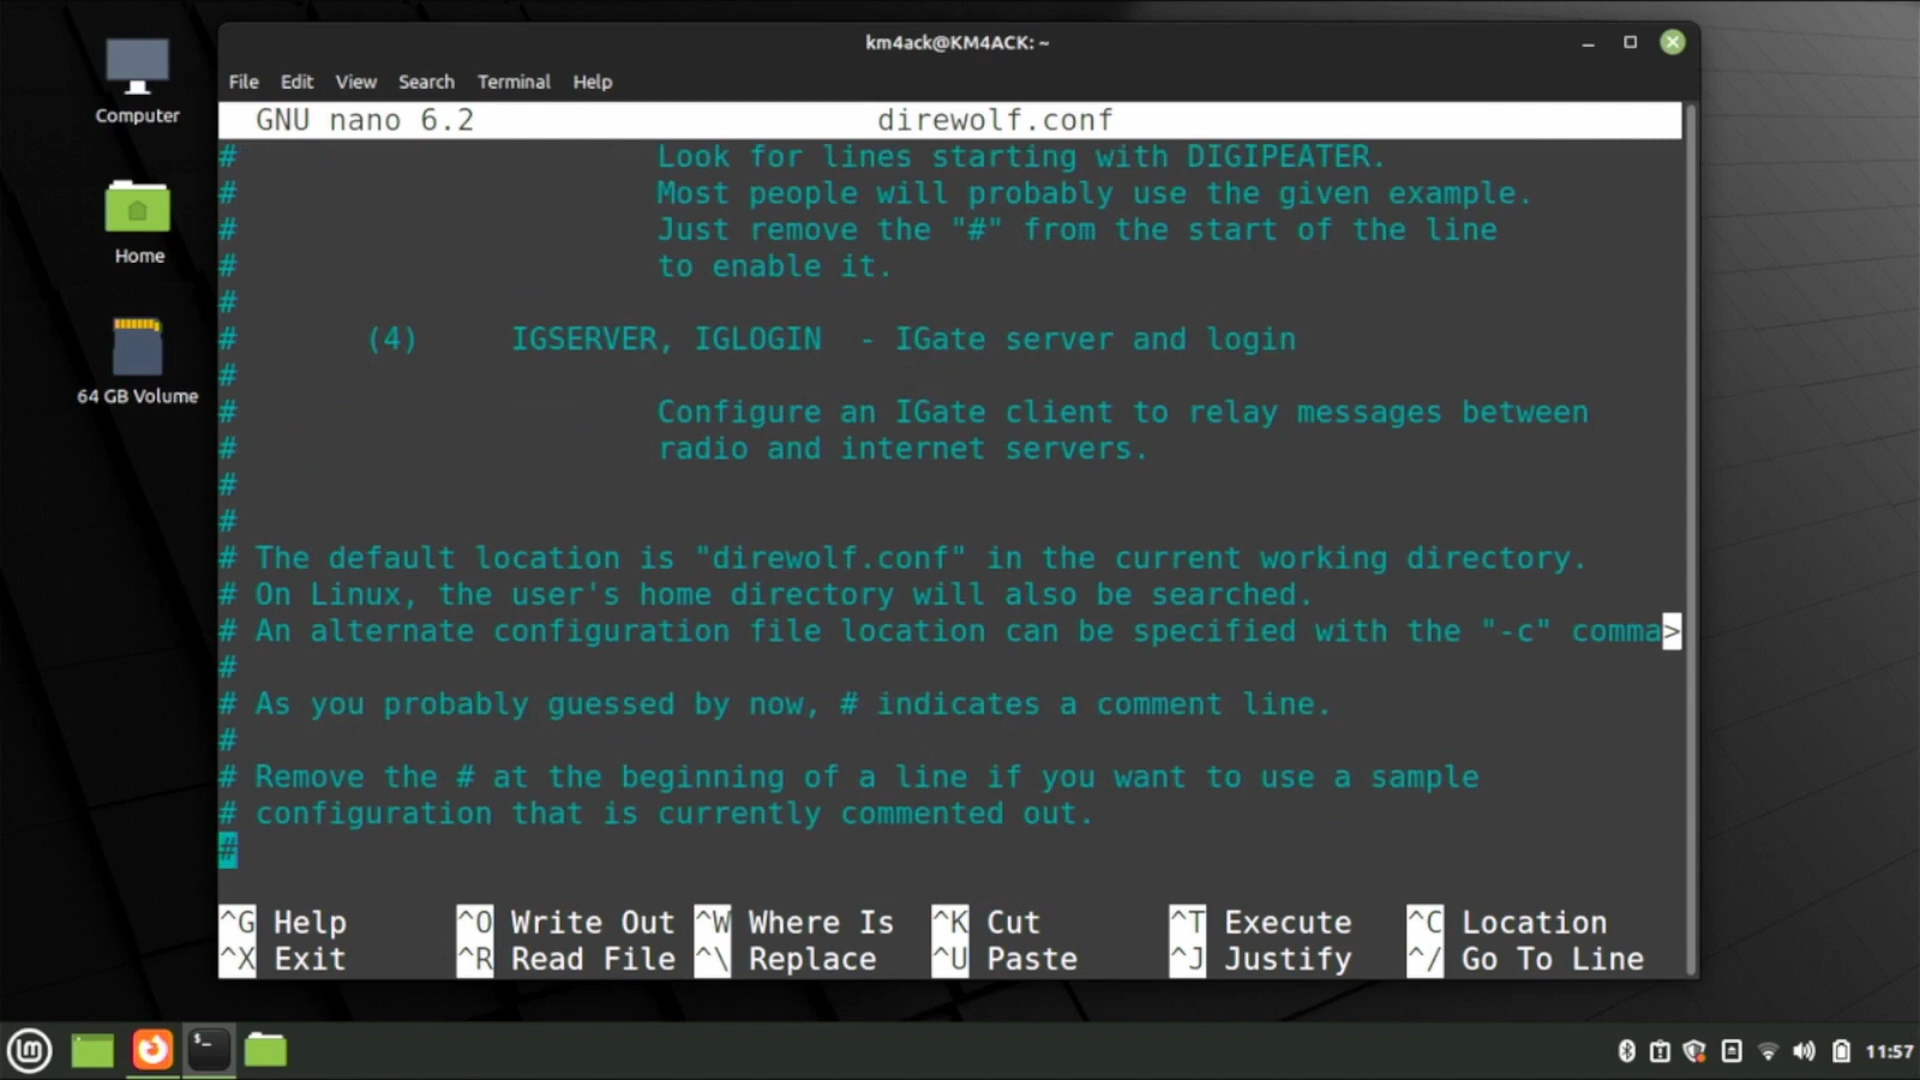 km4ack@KM4ACK: ~
File Edit View Search Terminal Help
GNU nano 6.2 direwolf.conf
# Look for lines starting with DIGIPEATER.
# Most people will probably use the given example.
# Just remove the "#" from the start of the line
# to enable it.
#
# (4) IGSERVER, IGLOGIN - IGate server and login
#
# Configure an IGate client to relay messages between
# radio and internet servers.
#
#
# The default location is "direwolf.conf" in the current working directory.
# On Linux, the user's home directory will also be searched.
# An alternate configuration file location can be specified with the "-c" comma>
#
# As you probably guessed by now, # indicates a comment line.
#
# Remove the # at the beginning of a line if you want to use a sample
# configuration that is currently commented out.
#
^G Help ^O Write Out ^W Where Is ^K Cut ^T Execute ^C Location
^X Exit ^R Read File ^\ Replace ^U Paste ^J Justify ^/ Go To Line
Computer
Home
64 GB Volume
$_
11:57